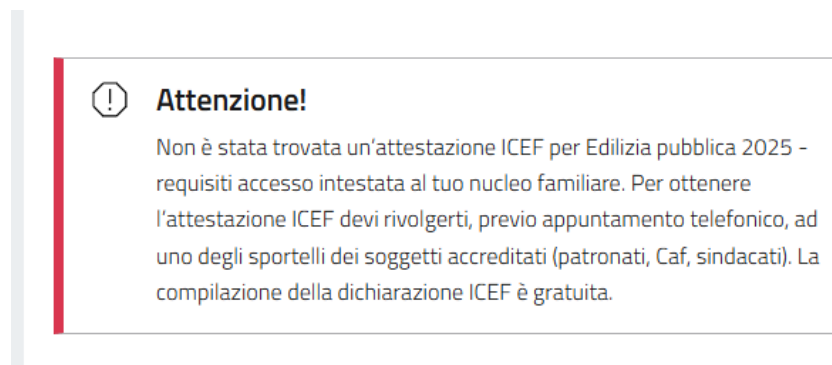 Attenzione!
Non è stata trovata un'attestazione ICEF per Edilizia pubblica 2025 -
requisiti accesso intestata al tuo nucleo familiare. Per ottenere
l'attestazione ICEF devi rivolgerti, previo appuntamento telefonico, ad
uno degli sportelli dei soggetti accreditati (patronati, Caf, sindacati). La
compilazione della dichiarazione ICEF è gratuita.